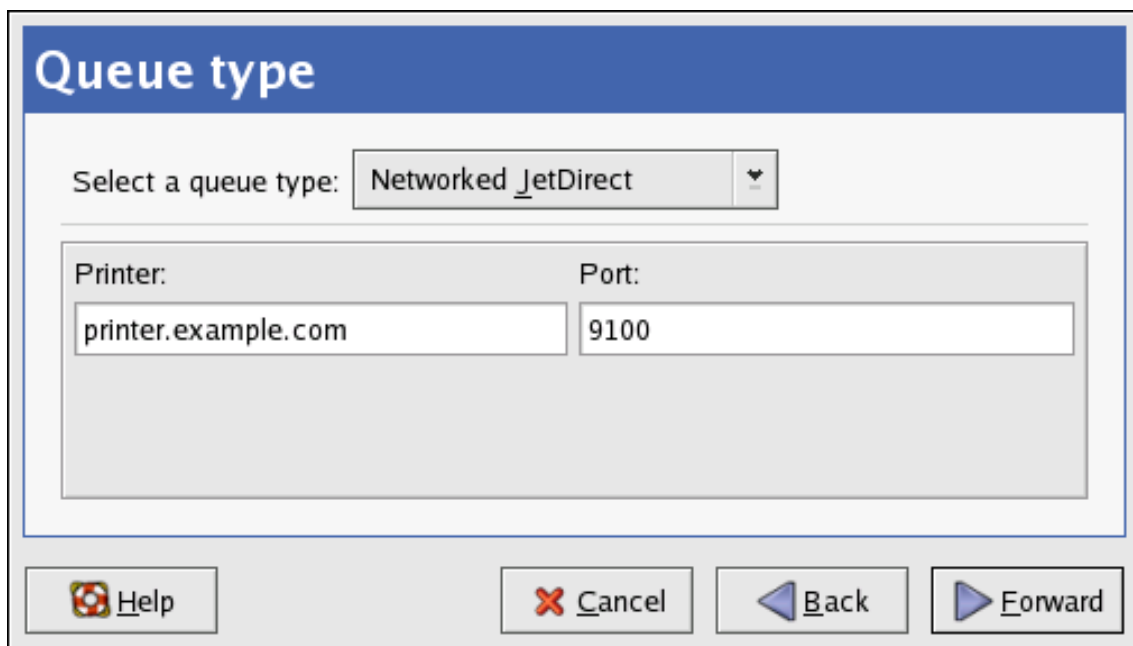 Queue type
Select a queue type: Networked JetDirect
Printer: Port:
printer.example.com 9100
Help Cancel Back Forward